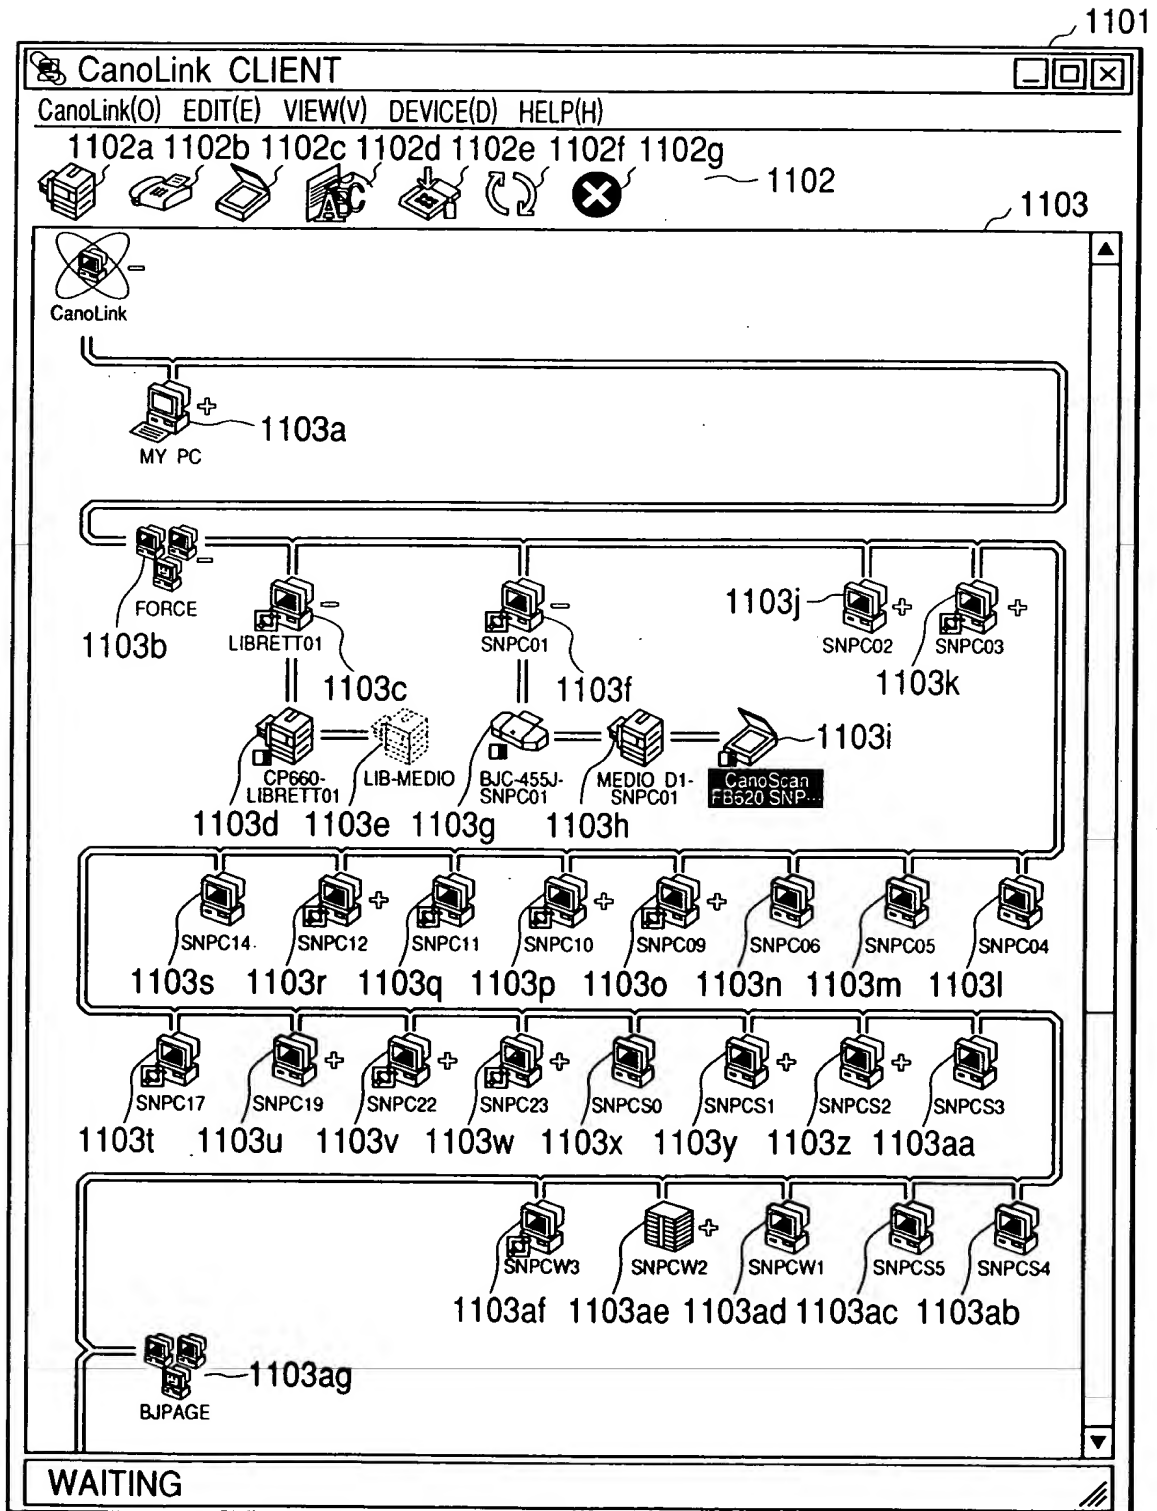 1101
CanoLink CLIENT
CanoLink(O) EDIT(E) VIEW(V) DEVICE(D) HELP(H)
1102a 1102b 1102c 1102d 1102e 1102f 1102g
1102
1103
CanoLink
1103a
MY PC
FORCE
1103b
LIBRETT01
1103c
SNPC01
1103f
1103j
SNPC02
SNPC03
1103k
1103i
CP660-
LIBRETT01
LIB-MEDIO
BJC-455J-
SNPC01
MEDIO D1-
SNPC01
CanoScan
FB620 SNP...
1103d 1103e 1103g 1103h
SNPC14 SNPC12 SNPC11 SNPC10 SNPC09 SNPC06 SNPC05 SNPC04
1103s 1103r 1103q 1103p 1103o 1103n 1103m 1103l
SNPC17 SNPC19 SNPC22 SNPC23 SNPCS0 SNPCS1 SNPCS2 SNPCS3
1103t 1103u 1103v 1103w 1103x 1103y 1103z 1103aa
SNPCW3 SNPCW2 SNPCW1 SNPCS5 SNPCS4
1103af 1103ae 1103ad 1103ac 1103ab
1103ag
BJPAGE
WAITING